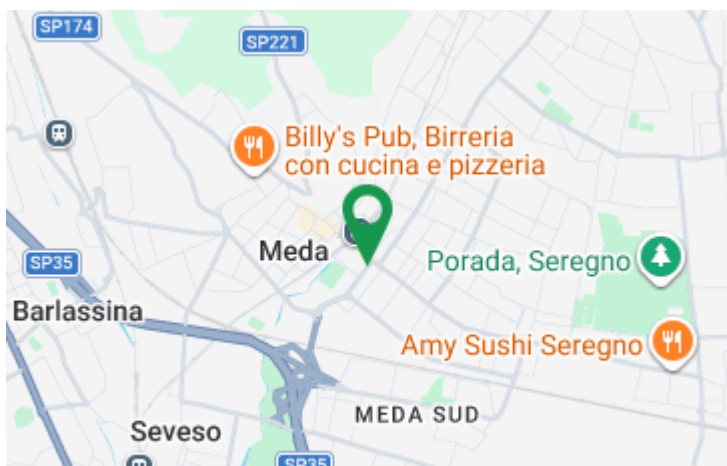 SP174
SP221
Billy's Pub, Birreria
con cucina e pizzeria
Meda
SP35
Porada, Seregno
Barlassina
Amy Sushi Seregno
MEDA SUD
Seveso
SP35